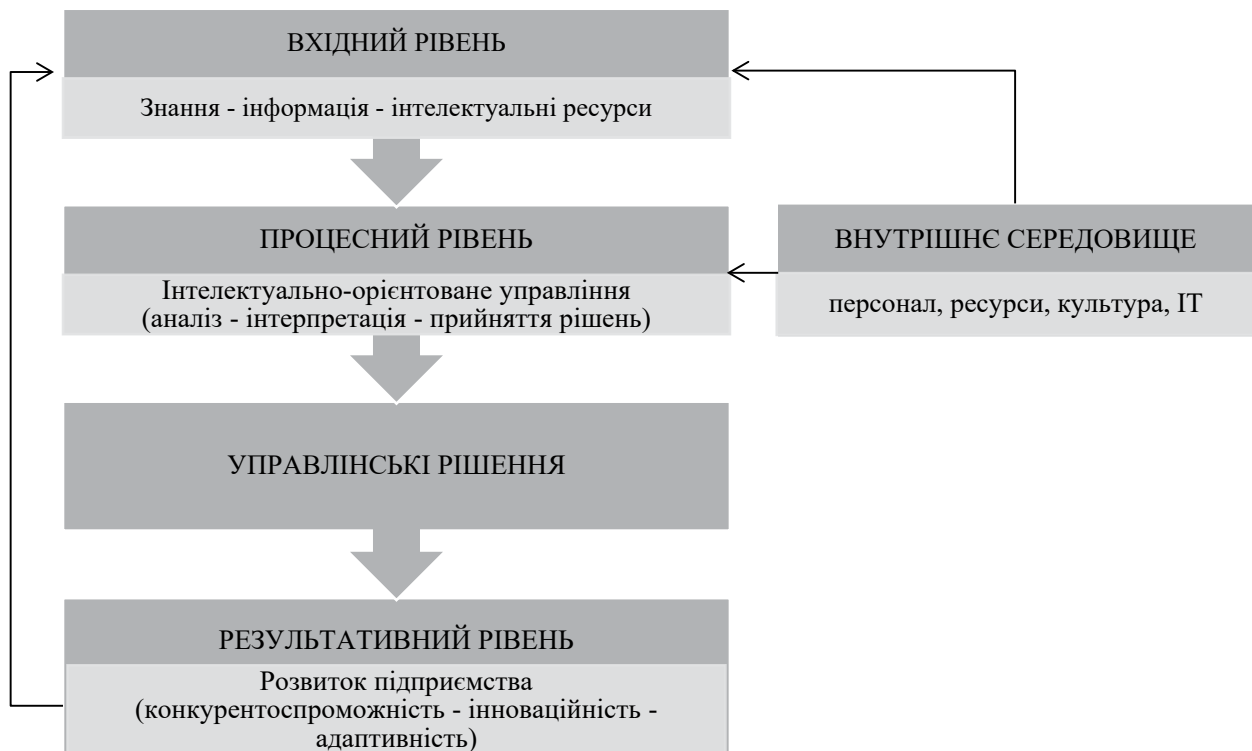 ВХІДНИЙ РІВЕНЬ
Знання - інформація - інтелектуальні ресурси
ПРОЦЕСНИЙ РІВЕНЬ
Інтелектуально-орієнтоване управління
(аналіз - інтерпретація - прийняття рішень)
ВНУТРІШНЄ СЕРЕДОВИЩЕ
персонал, ресурси, культура, ІТ
УПРАВЛІНСЬКІ РІШЕННЯ
РЕЗУЛЬТАТИВНИЙ РІВЕНЬ
Розвиток підприємства
(конкурентоспроможність - інноваційність -
адаптивність)